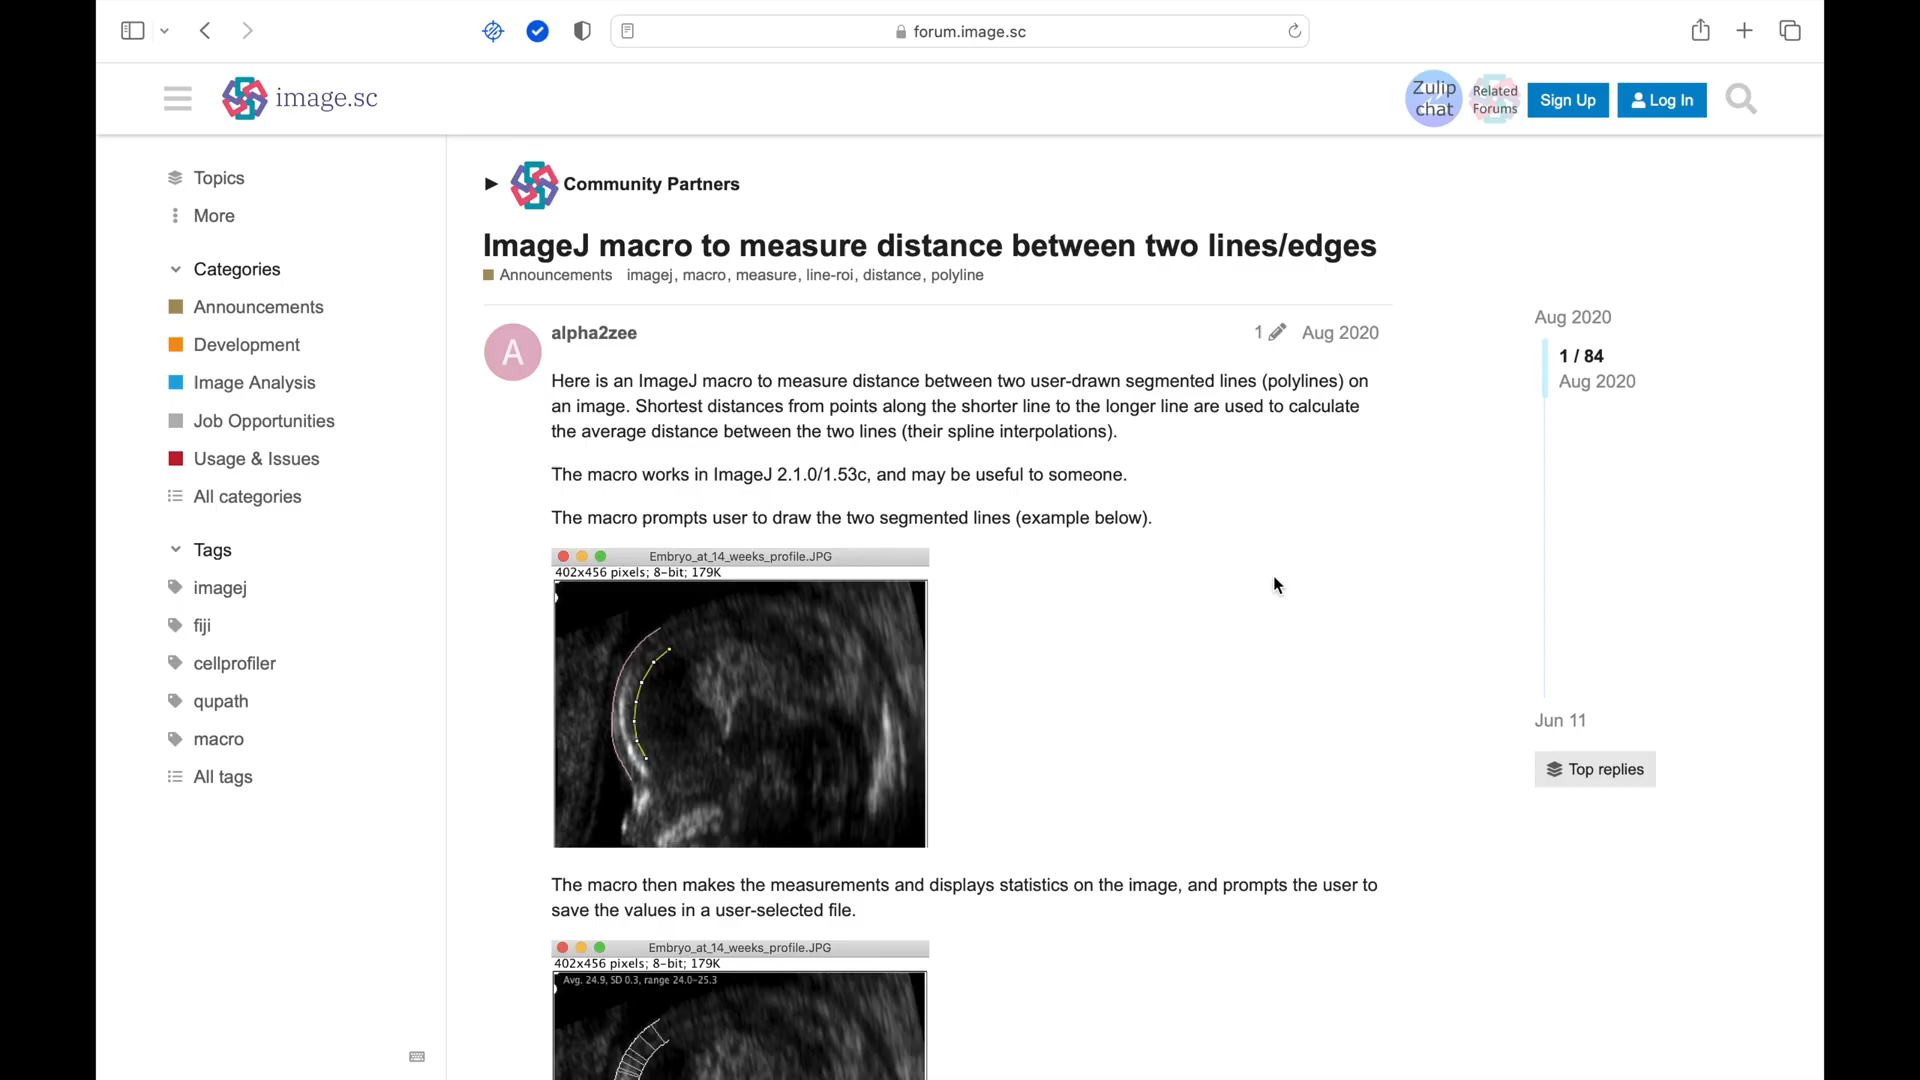 forum.image.sc
image.sc
Zulip chat
Related Forums
Sign Up
Log In
Topics
More
Categories
Announcements
Development
Image Analysis
Job Opportunities
Usage & Issues
All categories
Tags
imagej
fiji
cellprofiler
qupath
macro
All tags
Community Partners
ImageJ macro to measure distance between two lines/edges
Announcements imagej, macro, measure, line-roi, distance, polyline
A
alpha2zee
1
Aug 2020
Here is an ImageJ macro to measure distance between two user-drawn segmented lines (polylines) on
an image. Shortest distances from points along the shorter line to the longer line are used to calculate
the average distance between the two lines (their spline interpolations).
The macro works in ImageJ 2.1.0/1.53c, and may be useful to someone.
The macro prompts user to draw the two segmented lines (example below).
Embryo_at_14_weeks_profile.JPG
402x456 pixels; 8-bit; 179K
The macro then makes the measurements and displays statistics on the image, and prompts the user to
save the values in a user-selected file.
Embryo_at_14_weeks_profile.JPG
402x456 pixels; 8-bit; 179K
Avg. 24.9, SD 0.3, range 24.0-25.3
Aug 2020
1 / 84
Aug 2020
Jun 11
Top replies